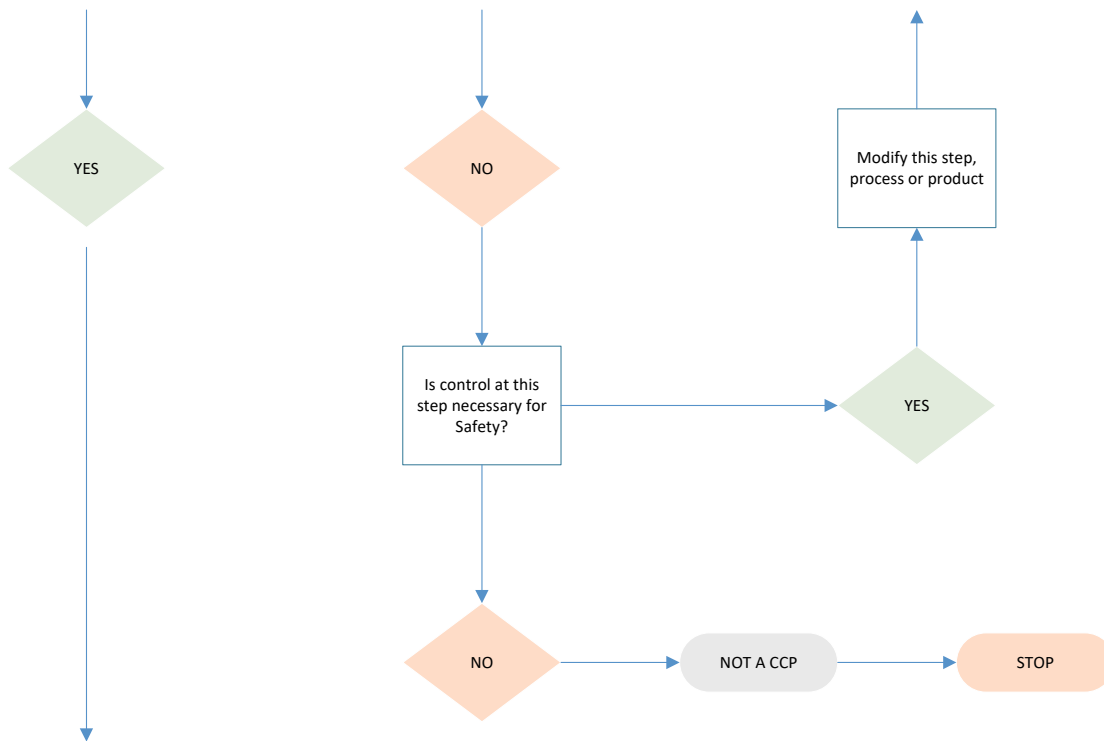 YES
NO
Modify this step,
process or product
Is control at this
step necessary for
Safety?
YES
NO
NOT A CCP
STOP